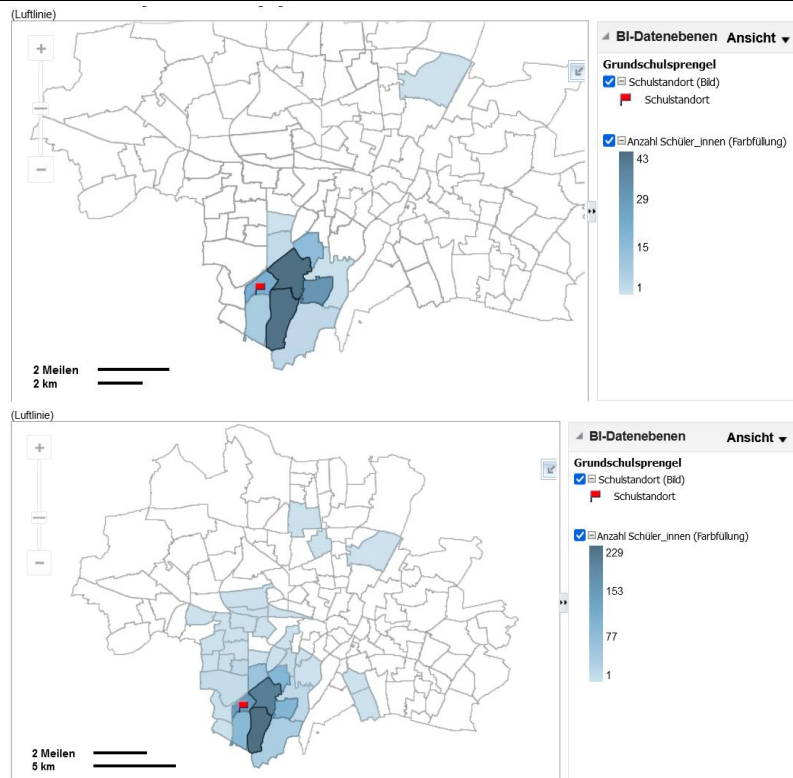 (Luftlinie)
BI-Datenebenen Ansicht
Grundschulsprengel
Schulstandort (Bild)
Schulstandort
Anzahl Schüler_innen (Farbfüllung)
43
29
15
1
2 Meilen
2 km
(Luftlinie)
BI-Datenebenen Ansicht
Grundschulsprengel
Schulstandort (Bild)
Schulstandort
Anzahl Schüler_innen (Farbfüllung)
229
153
77
1
2 Meilen
5 km